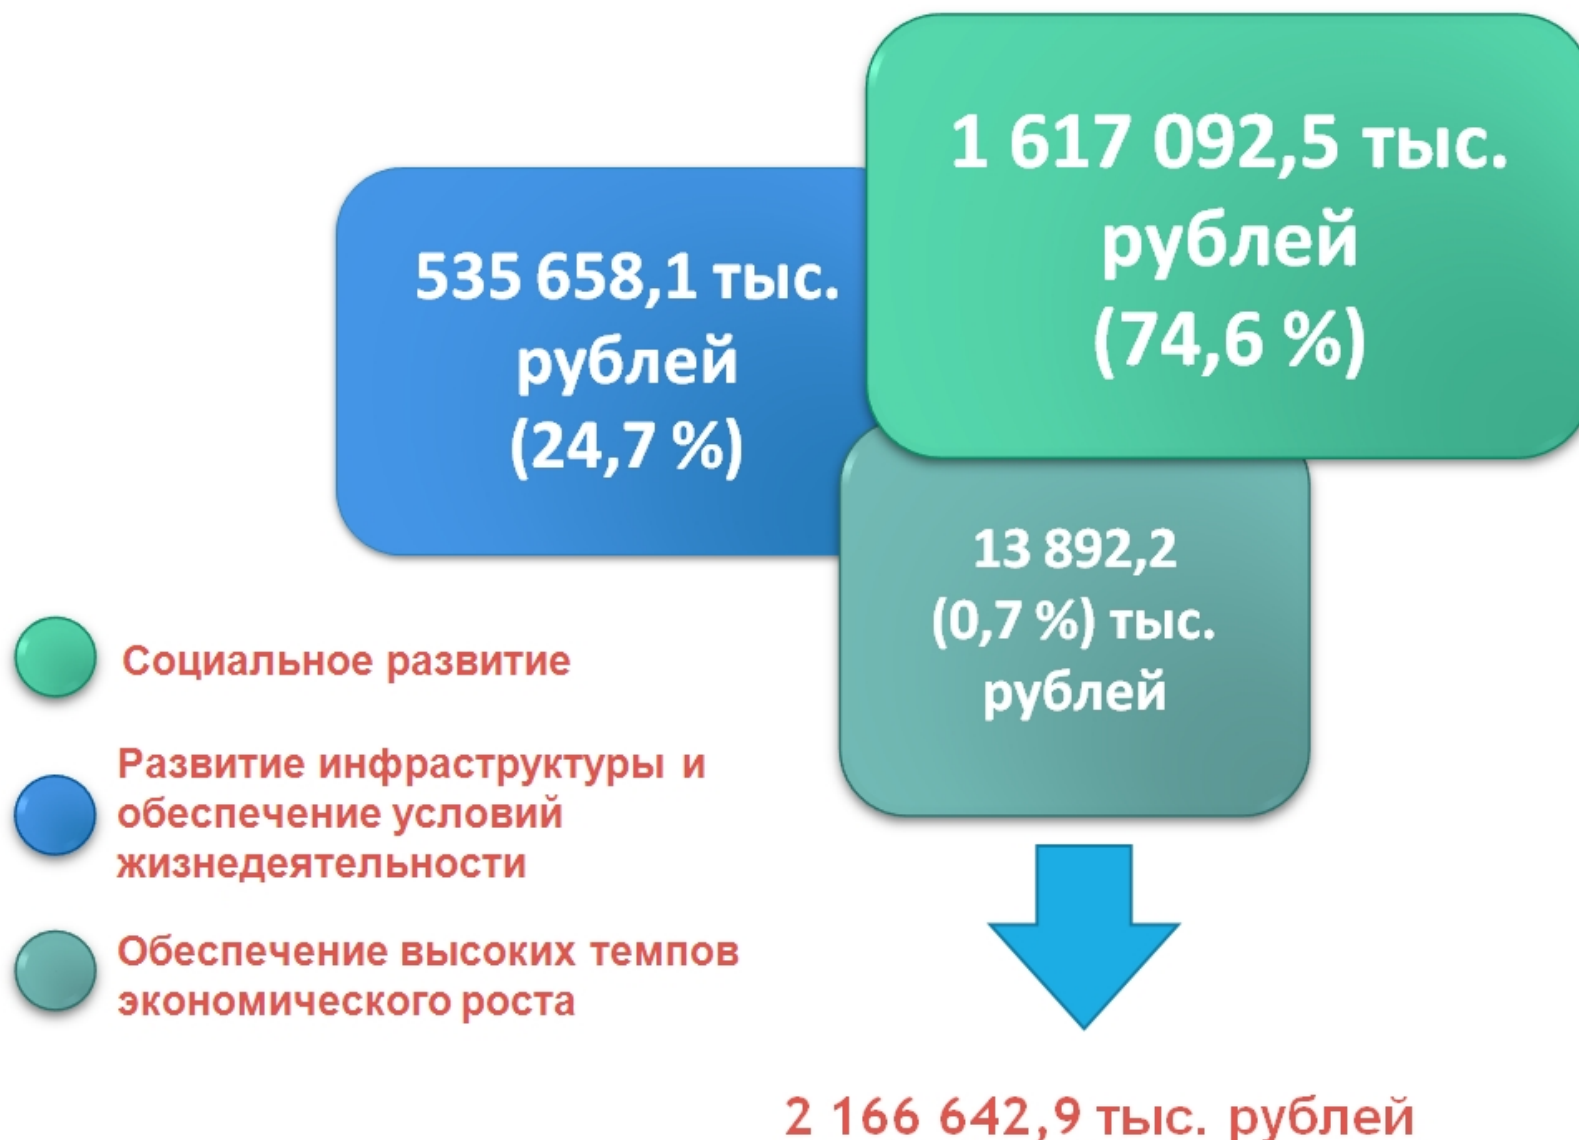 1 617 092,5 тыс.
рублей
(74,6 %)
535 658,1 тыс.
рублей
(24,7 %)
13 892,2
(0,7 %) тыс.
рублей
Социальное развитие
Развитие инфраструктуры и
обеспечение условий
жизнедеятельности
Обеспечение высоких темпов
экономического роста
2 166 642,9 тыс. рублей